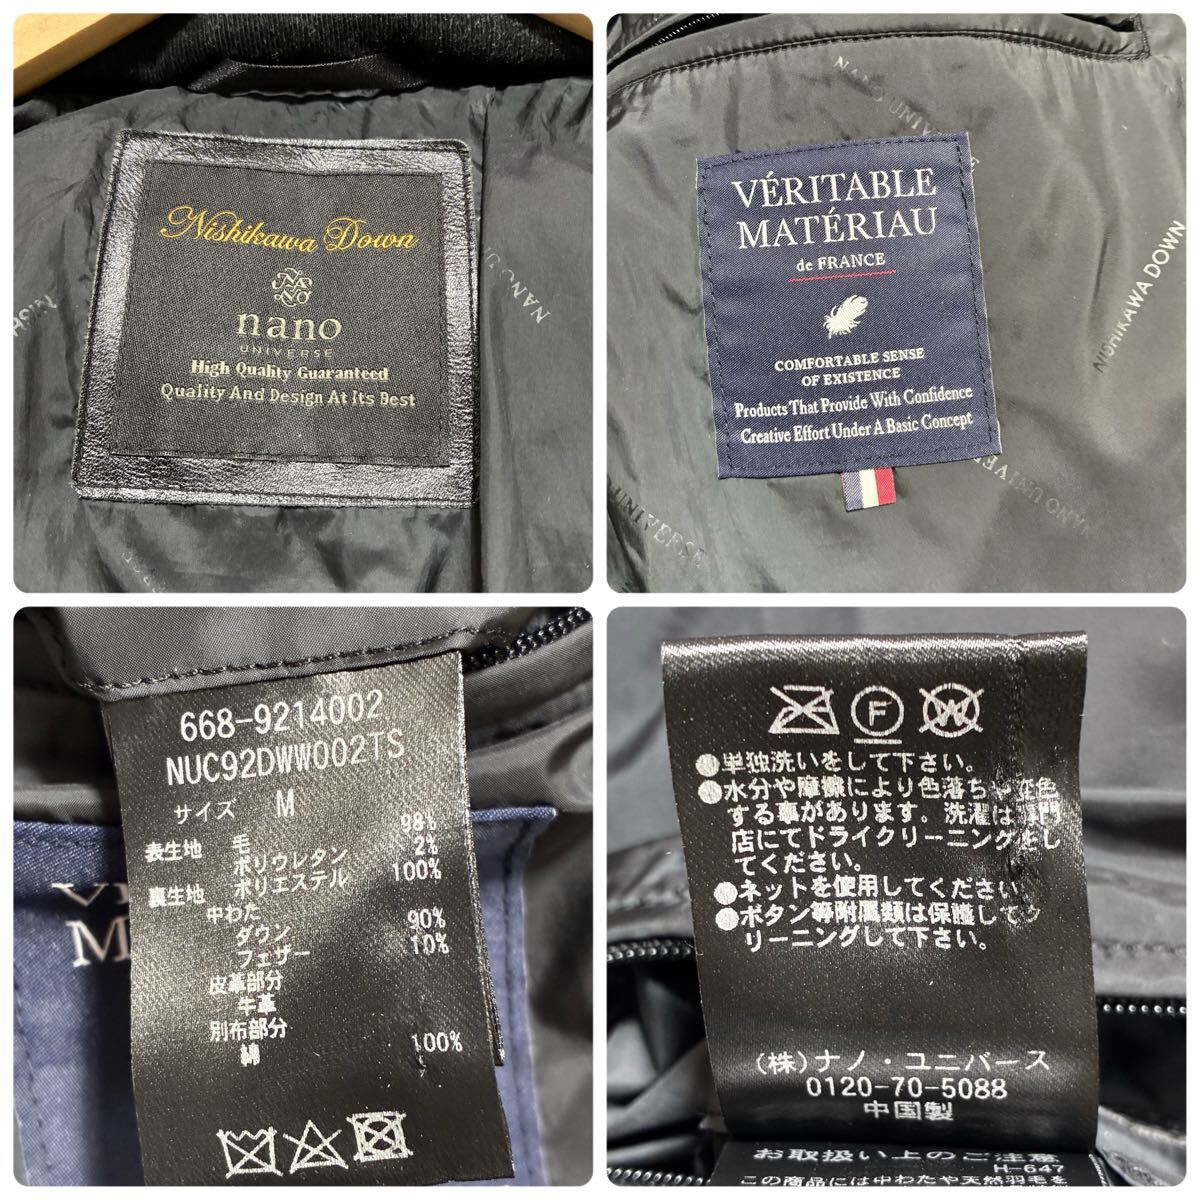 Nishikawa Down
nano
UNIVERSE
High Quality Guaranteed
Quality And Design At Its Best
NANO
NANO UNIVE
VÉRITABLE
MATÉRIAU
de FRANCE
COMFORTABLE SENSE
OF EXISTENCE
Products That Provide With Confidence
Creative Effort Under A Basic Concept
NISHIKAWA DOWN
NANO UNIVER
UNIVERSE
668-9214002
NUC92DWW002TS
サイズ M
表生地 毛 98%
ポリウレタン 2%
裏生地 ポリエステル 100%
中わた
ダウン 90%
フェザー 10%
皮革部分
牛革
別布部分
綿 100%
F
W
●単独洗いをして下さい。
●水分や摩擦により色落ちや変色
する事があります。洗濯は専門
店にてドライクリーニングをし
てください。
●ネットを使用してください。
●ボタン等附属類は保護してク
リーニングして下さい。
(株)ナノ・ユニバース
0120-70-5088
中国製
お取扱い上のご注意
H-647
この商品には中わたや天然羽毛を